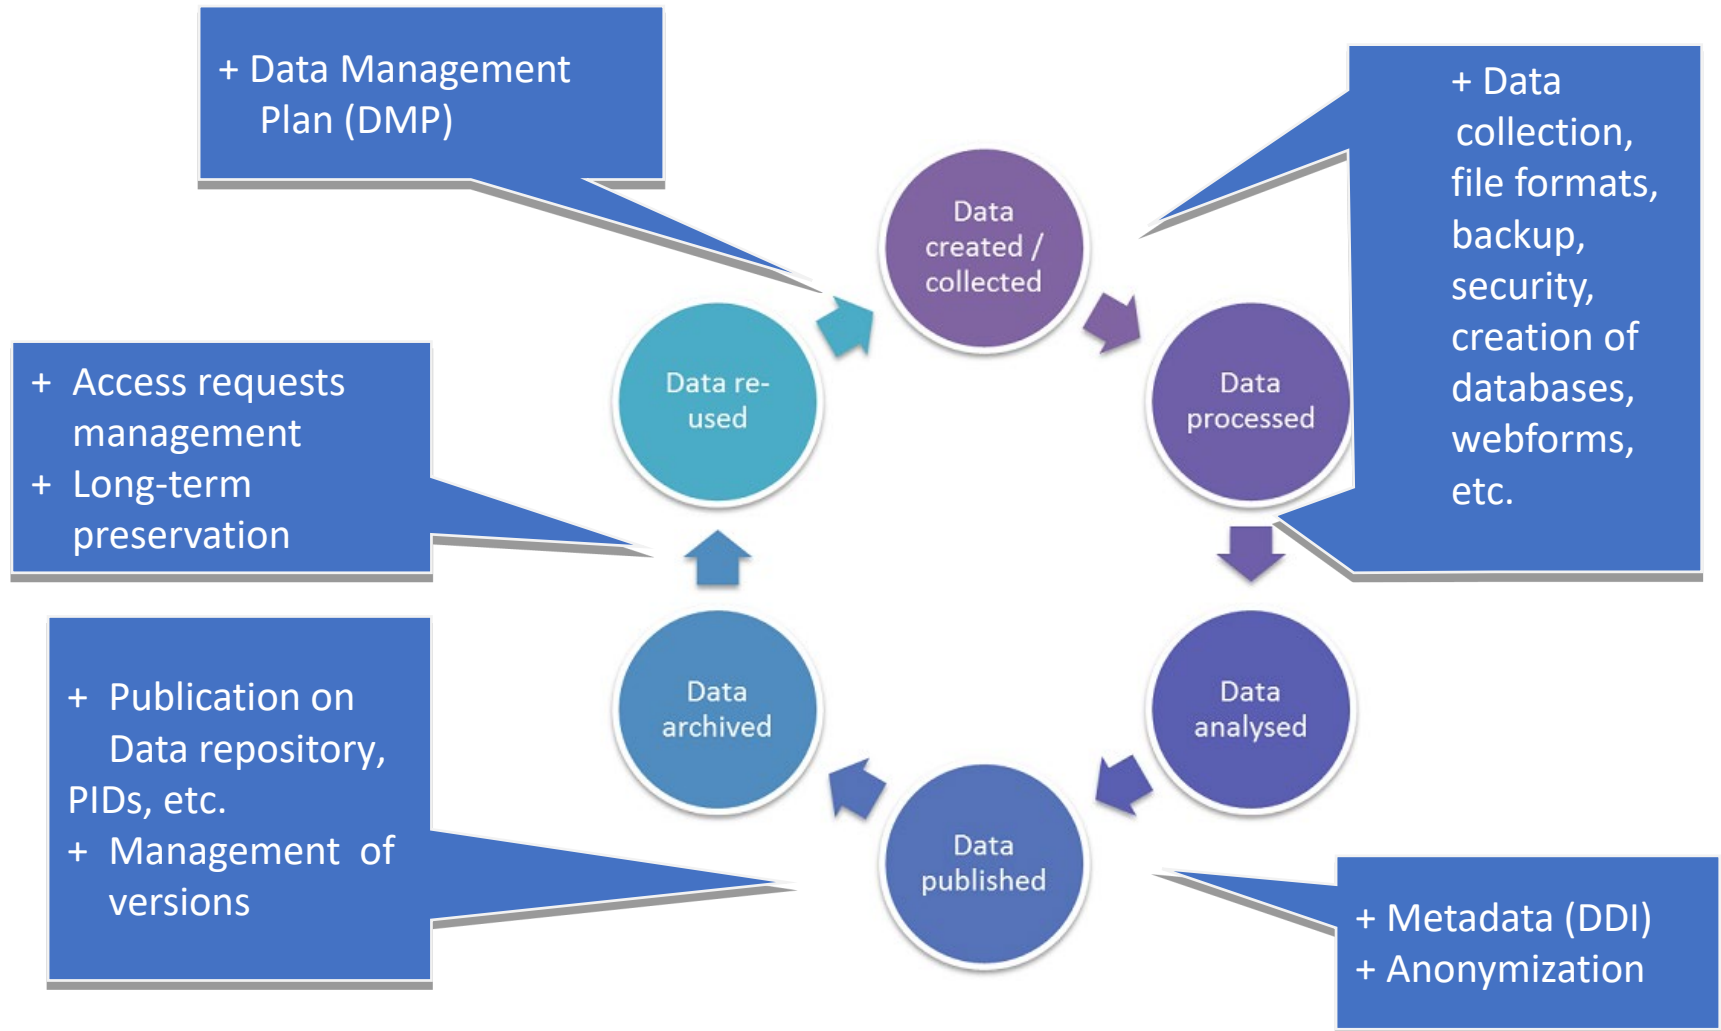 + Data Management
Plan (DMP)
+ Data
collection,
file formats,
backup,
security,
creation of
databases,
webforms,
etc.
Data
created /
collected
Data
processed
Data
analysed
Data
published
Data
archived
Data re-
used
+ Access requests
management
+ Long-term
preservation
+ Publication on
Data repository,
PIDs, etc.
+ Management of
versions
+ Metadata (DDI)
+ Anonymization